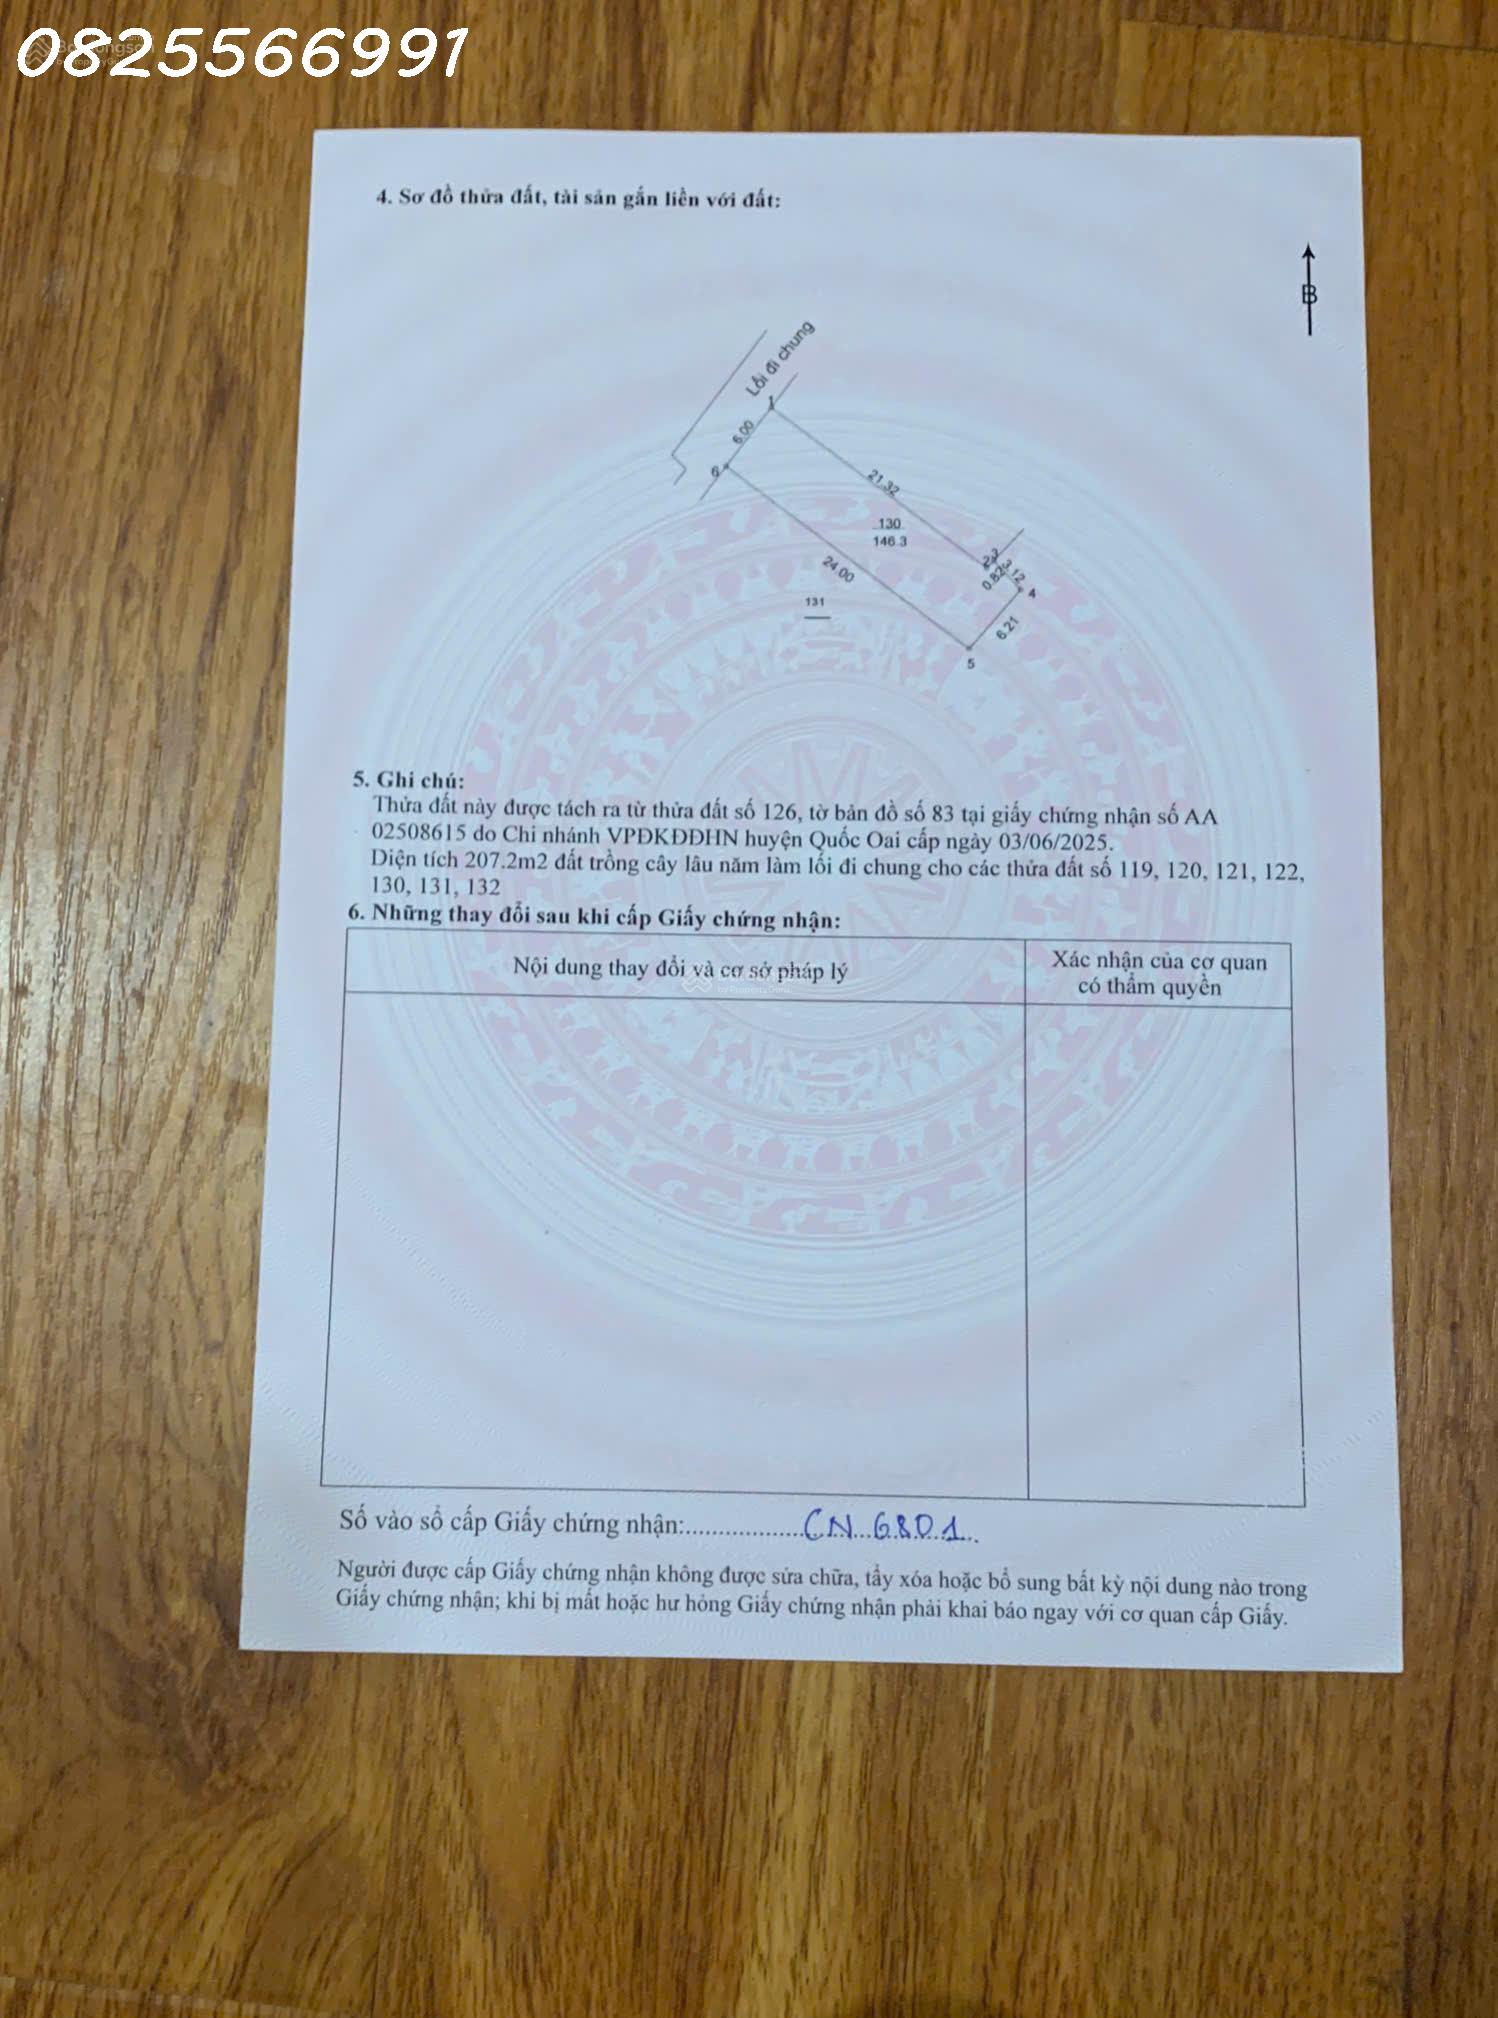 0825566991
4. Sơ đồ thửa đất, tài sản gắn liền với đất:
B
Lối đi chung
1
6.00
6
21.32
130
146.3
2
3
3.12
0.82
4
24.00
131
6.21
5
5. Ghi chú:
Thửa đất này được tách ra từ thửa đất số 126, tờ bản đồ số 83 tại giấy chứng nhận số AA
02508615 do Chi nhánh VPĐKĐĐHN huyện Quốc Oai cấp ngày 03/06/2025.
Diện tích 207.2m2 đất trồng cây lâu năm làm lối đi chung cho các thửa đất số 119, 120, 121, 122,
130, 131, 132
6. Những thay đổi sau khi cấp Giấy chứng nhận:
Nội dung thay đổi và cơ sở pháp lý
Xác nhận của cơ quan
có thẩm quyền
by PropertyGuru
Số vào sổ cấp Giấy chứng nhận:..................CN 6801
Người được cấp Giấy chứng nhận không được sửa chữa, tẩy xóa hoặc bổ sung bất kỳ nội dung nào trong
Giấy chứng nhận; khi bị mất hoặc hư hỏng Giấy chứng nhận phải khai báo ngay với cơ quan cấp Giấy.